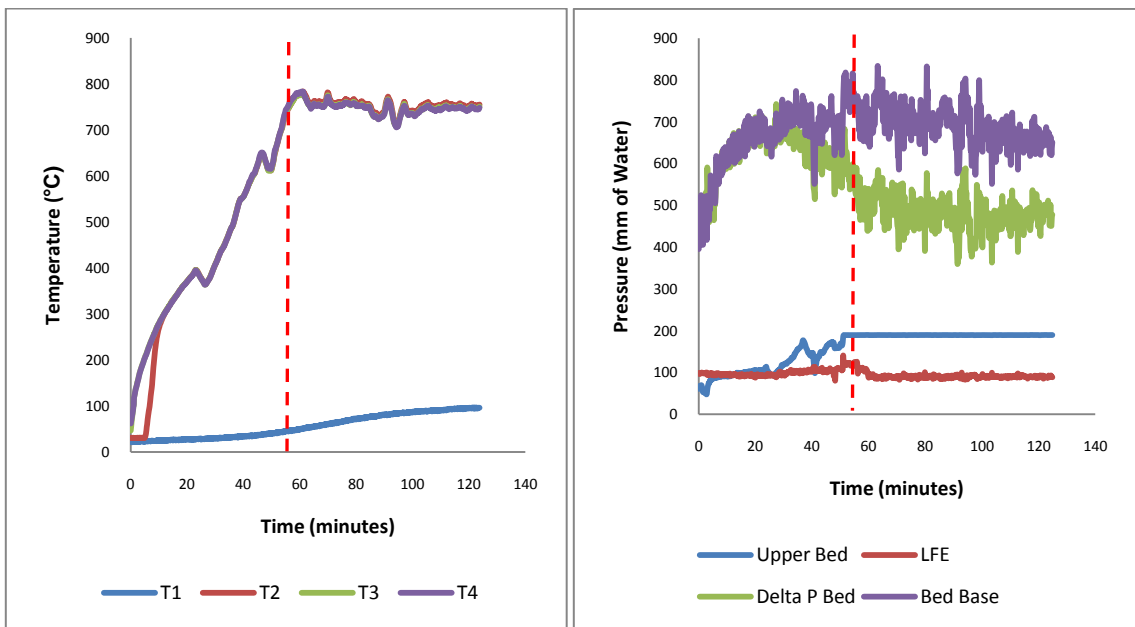 900
800
700
600
500
400
300
200
100
0
Temperature (°C)
0 20 40 60 80 100 120 140
Time (minutes)
T1 T2 T3 T4
900
800
700
600
500
400
300
200
100
0
Pressure (mm of Water)
0 20 40 60 80 100 120 140
Time (minutes)
Upper Bed LFE
Delta P Bed Bed Base